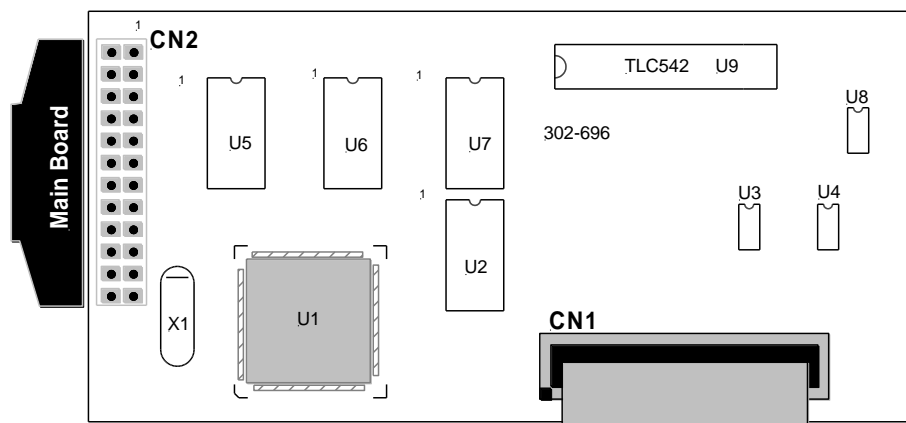 1
CN2
Main Board
1
U5
1
U6
1
U7
TLC542 U9
302-696
U8
1
U2
U3
U4
X1
U1
CN1